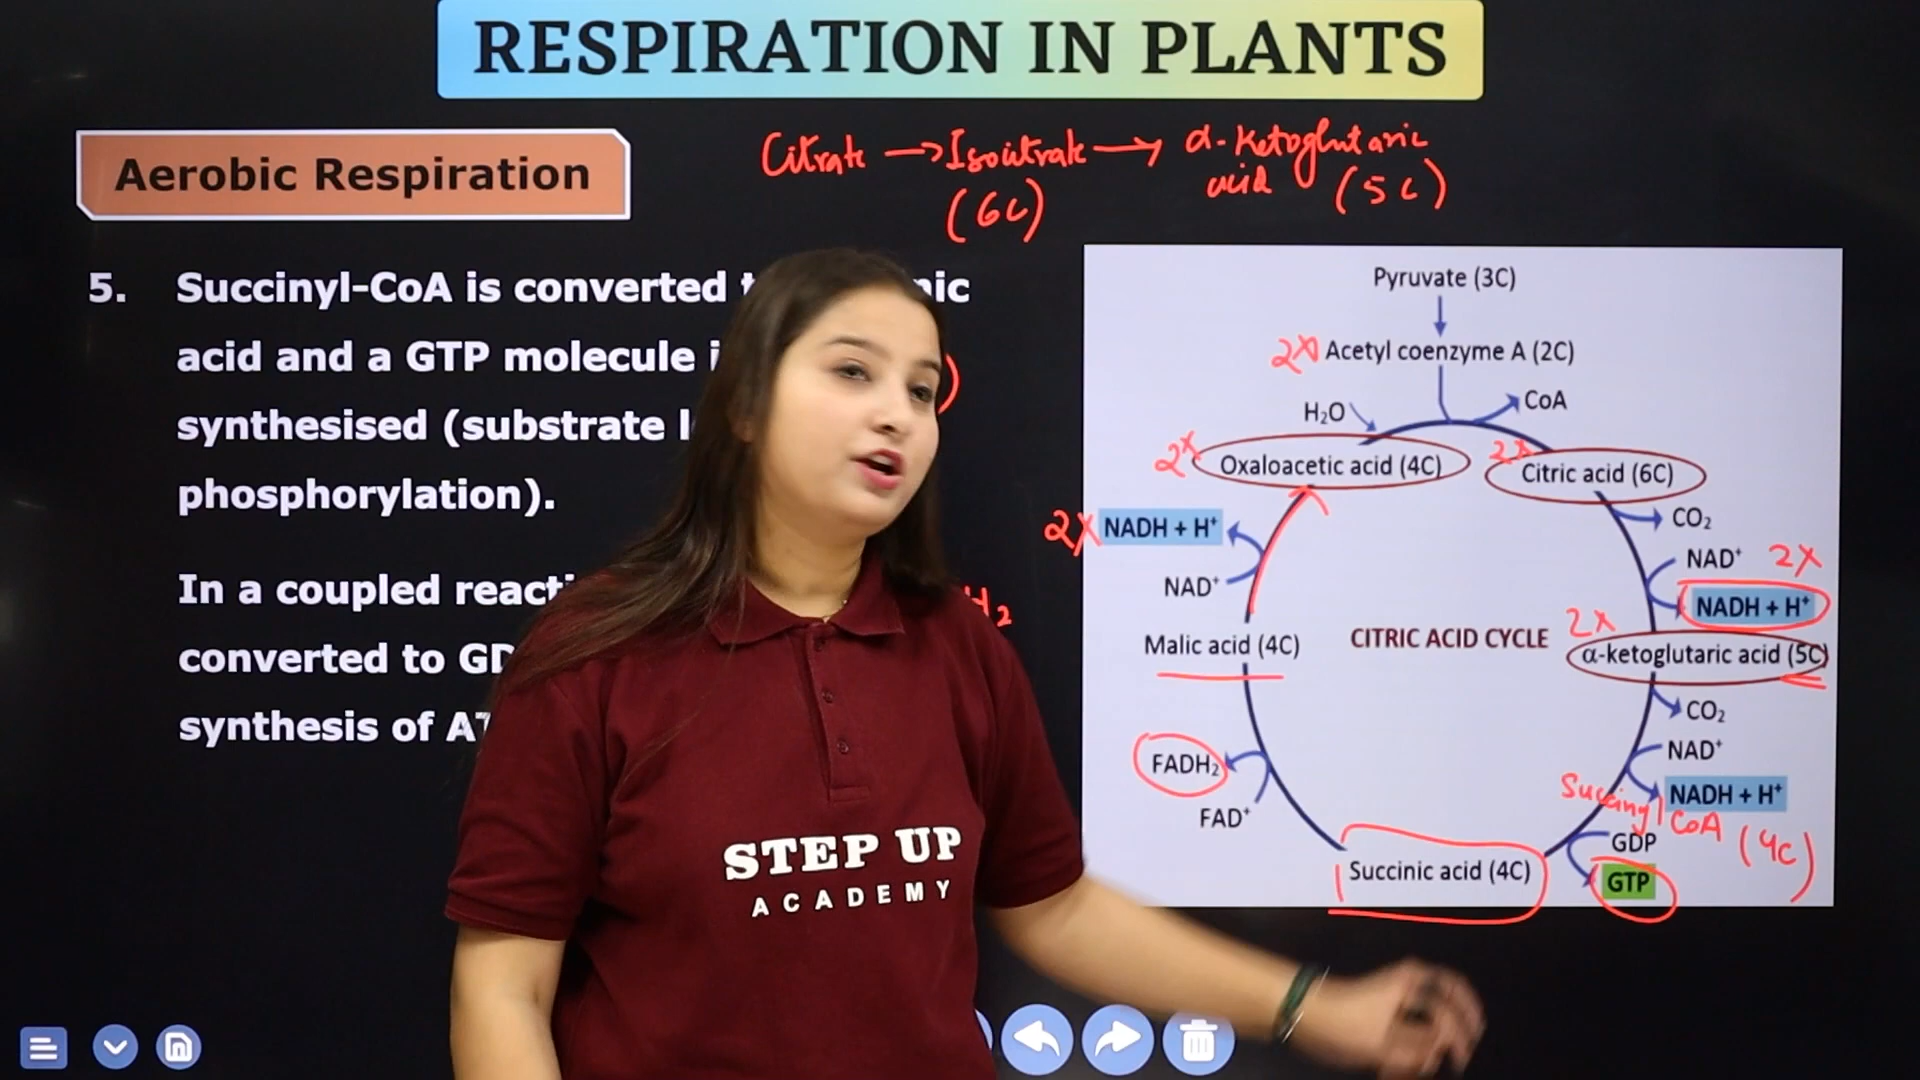 RESPIRATION IN PLANTS
Aerobic Respiration
Citrate → Isocitrate → α-Ketoglutaric
acid (5C)
(6C)
5. Succinyl-CoA is converted
acid and a GTP molecule
synthesised (substrate
phosphorylation).
In a coupled
converted to
synthesis of
H2
Pyruvate (3C)
2X Acetyl coenzyme A (2C)
H₂O
CoA
2X Oxaloacetic acid (4C)
2X Citric acid (6C)
CO₂
2X NADH + H⁺
NAD⁺ 2X
NAD⁺
NADH + H⁺
Malic acid (4C)
CITRIC ACID CYCLE
2X
α-ketoglutaric acid (5C)
CO₂
NAD⁺
FADH₂
NADH + H⁺
Succinyl CoA (4C)
FAD⁺
GDP
Succinic acid (4C)
GTP
STEP UP
ACADEMY